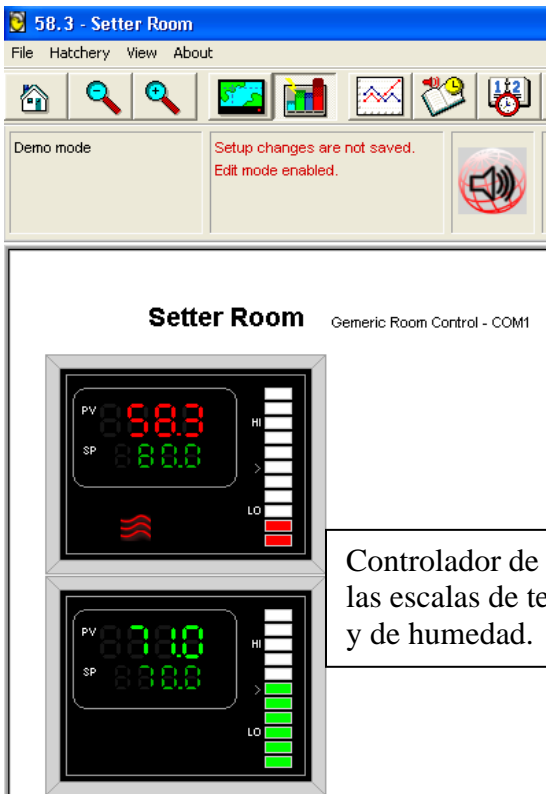 58.3 - Setter Room
File Hatchery View About
Demo mode
Setup changes are not saved.
Edit mode enabled.
Setter Room
Gemeric Room Control - COM1
PV 58.3
SP 80.0
HI
>
LO
Controlador de
las escalas de te
y de humedad.
PV 71.0
SP 70.0
HI
>
LO